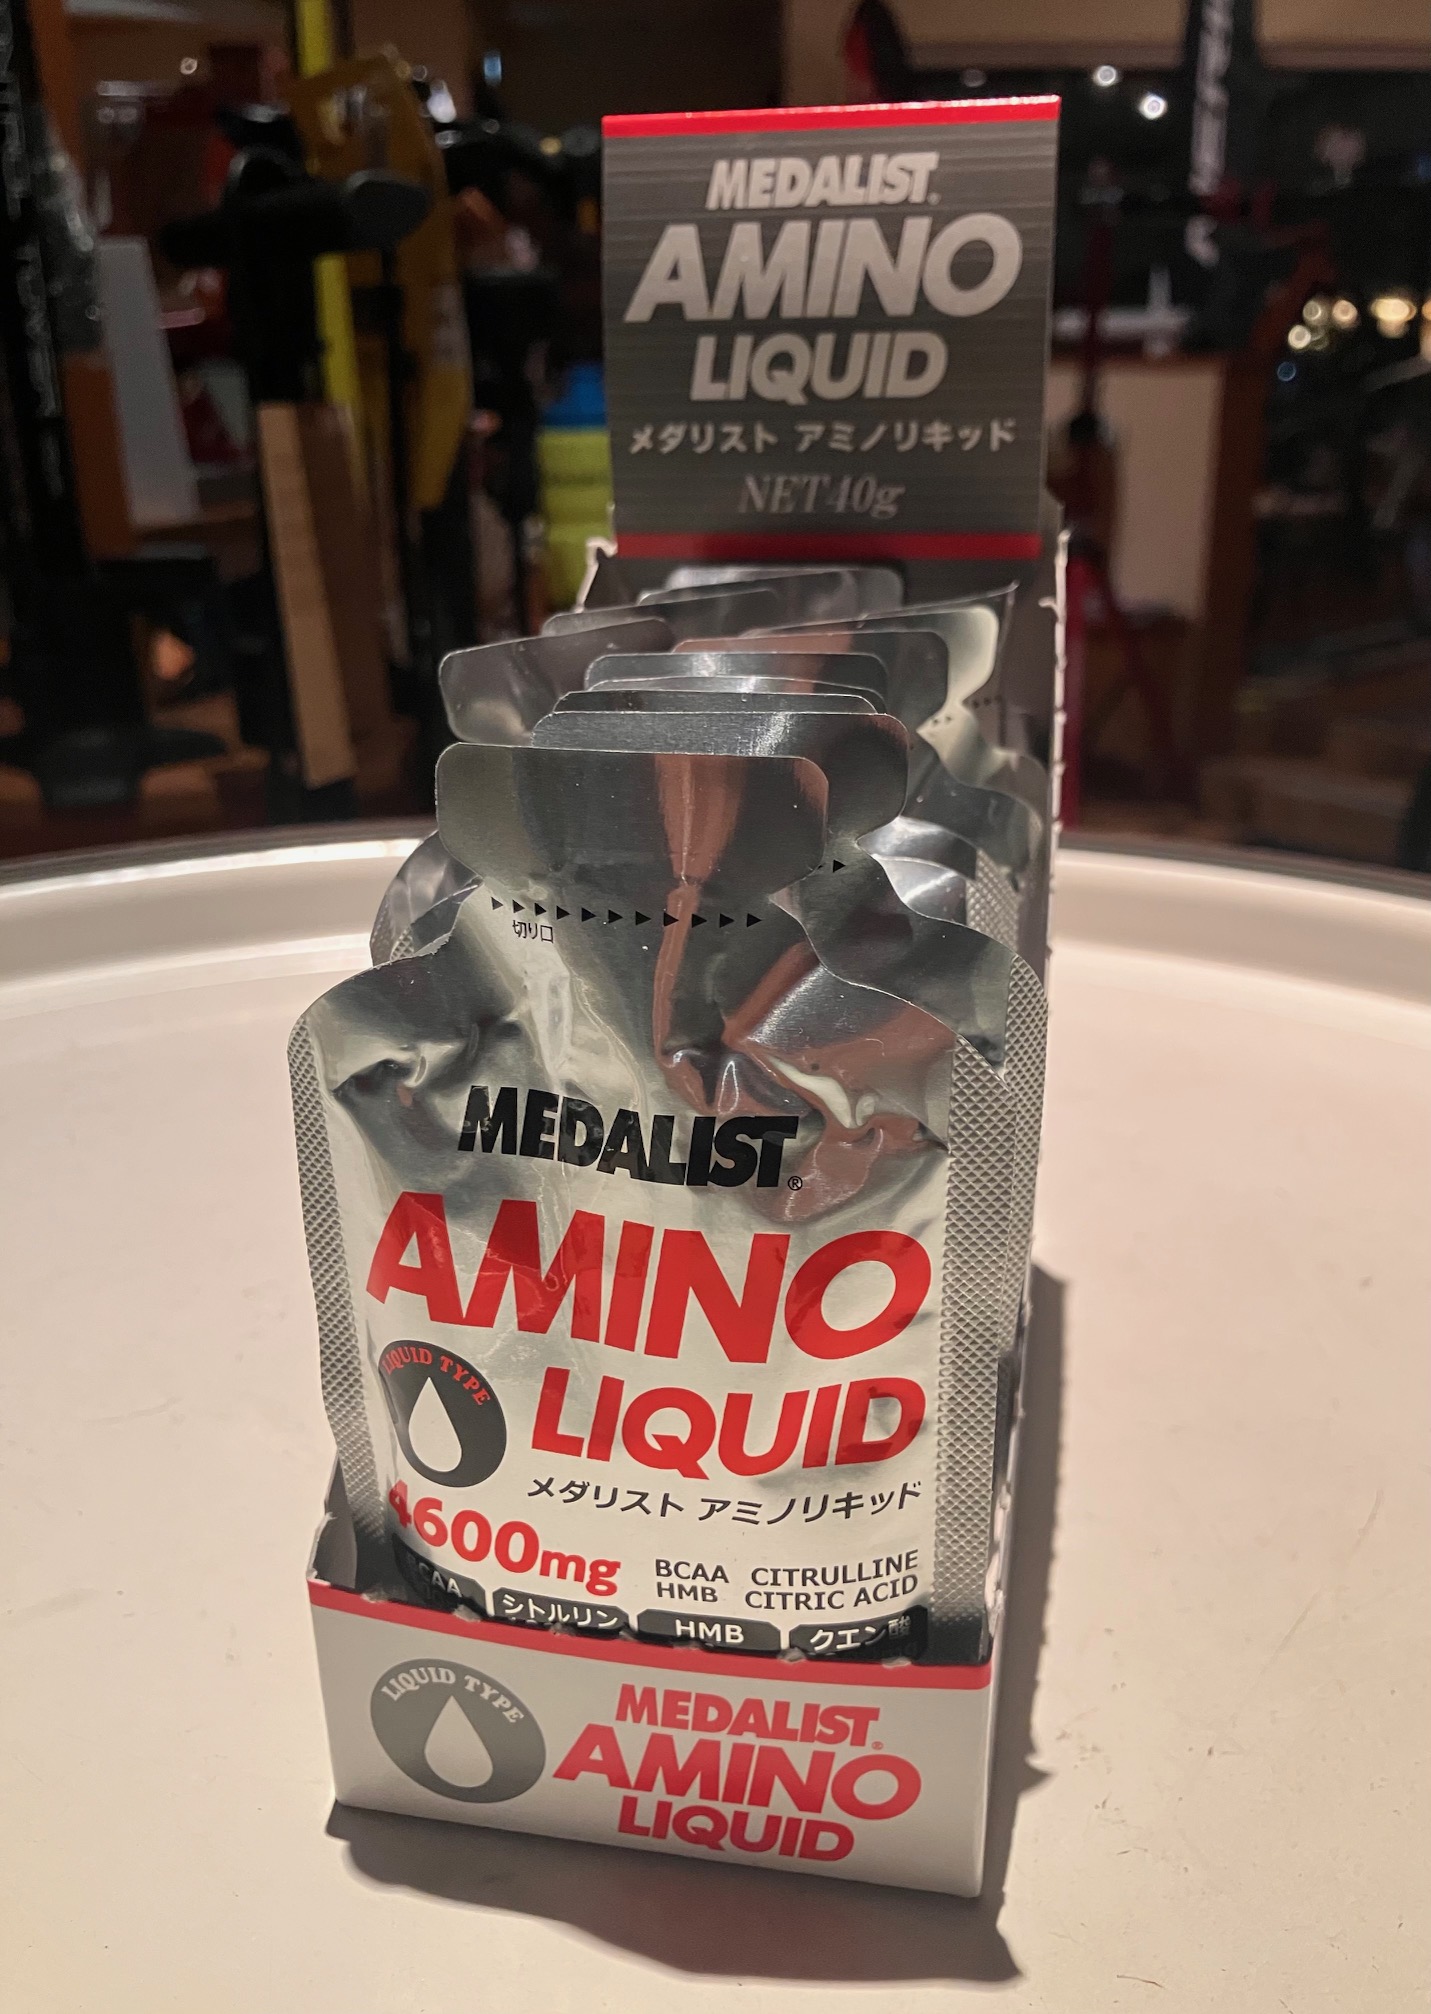 MEDALIST
AMINO
LIQUID
メダリスト アミノリキッド
NET40g
切り口
MEDALIST®
AMINO
LIQUID TYPE
LIQUID
メダリスト アミノリキッド
4600mg
BCAA CITRULLINE
HMB CITRIC ACID
BCAA シトルリン HMB クエン酸
LIQUID TYPE
MEDALIST®
AMINO
LIQUID